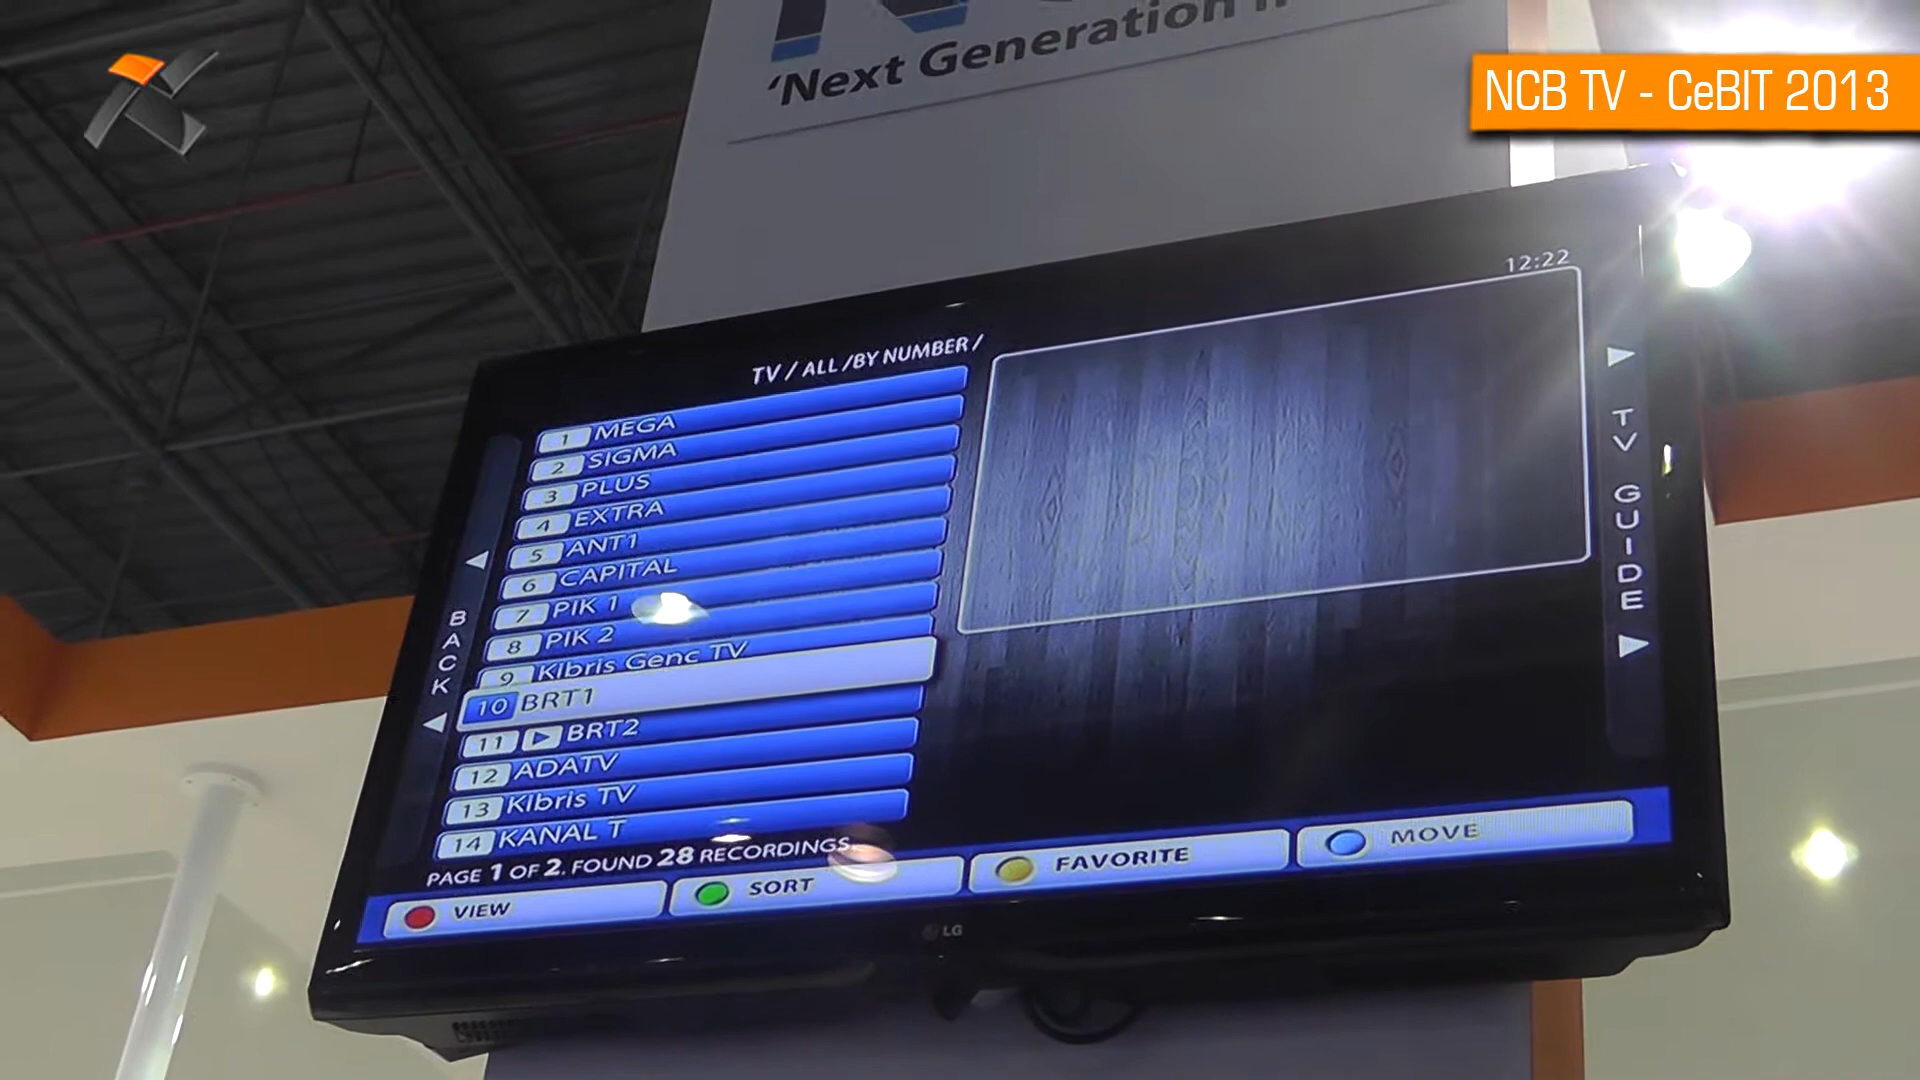 'Next Generation
NCB TV - CeBIT 2013
12:22
TV / ALL /BY NUMBER /
1 MEGA
2 SIGMA
3 PLUS
4 EXTRA
5 ANT1
6 CAPITAL
7 PIK 1
8 PIK 2
9 Kibris Genc TV
10 BRT1
11 BRT2
12 ADATV
13 Kibris TV
14 KANAL T
PAGE 1 OF 2. FOUND 28 RECORDINGS.
BACK
TV GUIDE
VIEW
SORT
FAVORITE
MOVE
LG